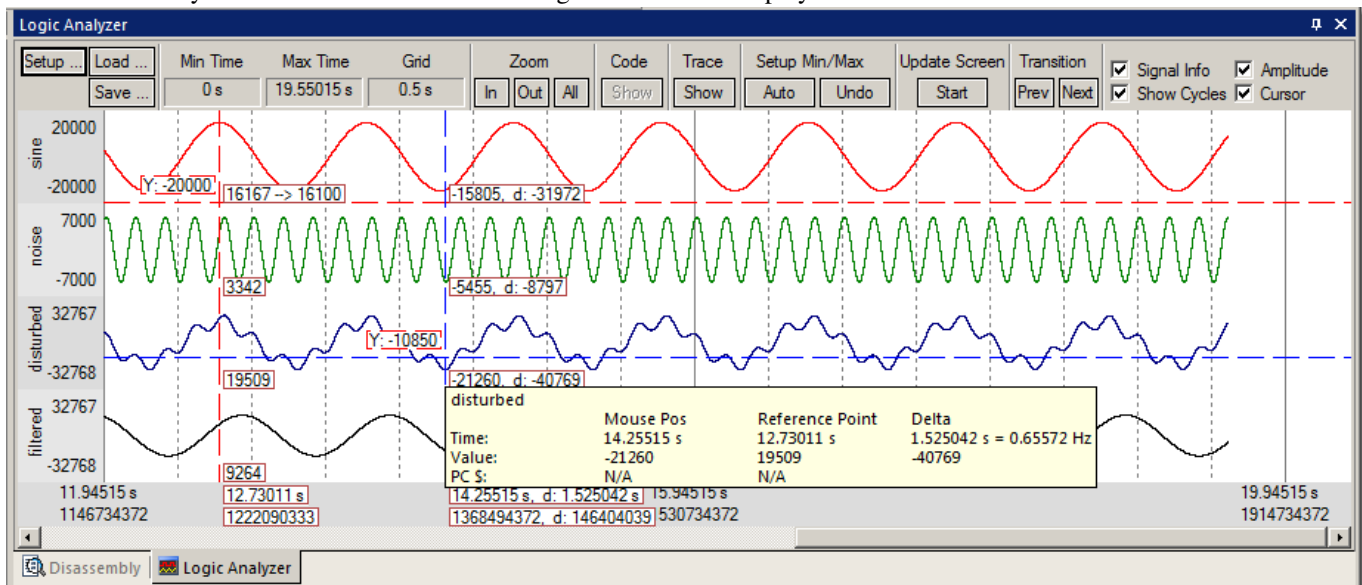 Logic Analyzer
Setup ... Load ... Min Time Max Time Grid Zoom Code Trace Setup Min/Max Update Screen Transition Signal Info Amplitude
Save ... 0 s 19.55015 s 0.5 s In Out All Show Show Auto Undo Start Prev Next Show Cycles Cursor
sine
20000
-20000
Y: -20000
16167 --> 16100
-15805, d: -31972
noise
7000
-7000
3342
-5455, d: -8797
disturbed
32767
-32768
Y: -10850
19509
-21260, d: -40769
filtered
32767
-32768
9264
disturbed
Mouse Pos Reference Point Delta
Time: 14.25515 s 12.73011 s 1.525042 s = 0.65572 Hz
Value: -21260 19509 -40769
PC $: N/A N/A
11.94515 s 12.73011 s 14.25515 s, d: 1.525042 s 15.94515 s 19.94515 s
1146734372 1222090333 1368494372, d: 146404039 530734372 1914734372
Disassembly Logic Analyzer